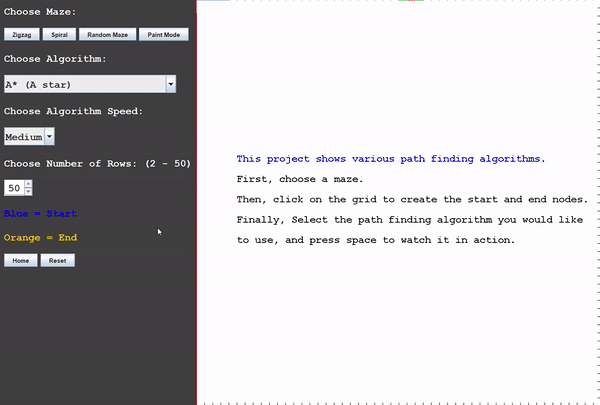 Choose Maze:
Zigzag Spiral Random Maze Paint Mode
Choose Algorithm:
A* (A star)
Choose Algorithm Speed:
Medium
Choose Number of Rows: (2 - 50)
50
Blue = Start
Orange = End
Home Reset
This project shows various path finding algorithms.
First, choose a maze.
Then, click on the grid to create the start and end nodes.
Finally, Select the path finding algorithm you would like
to use, and press space to watch it in action.